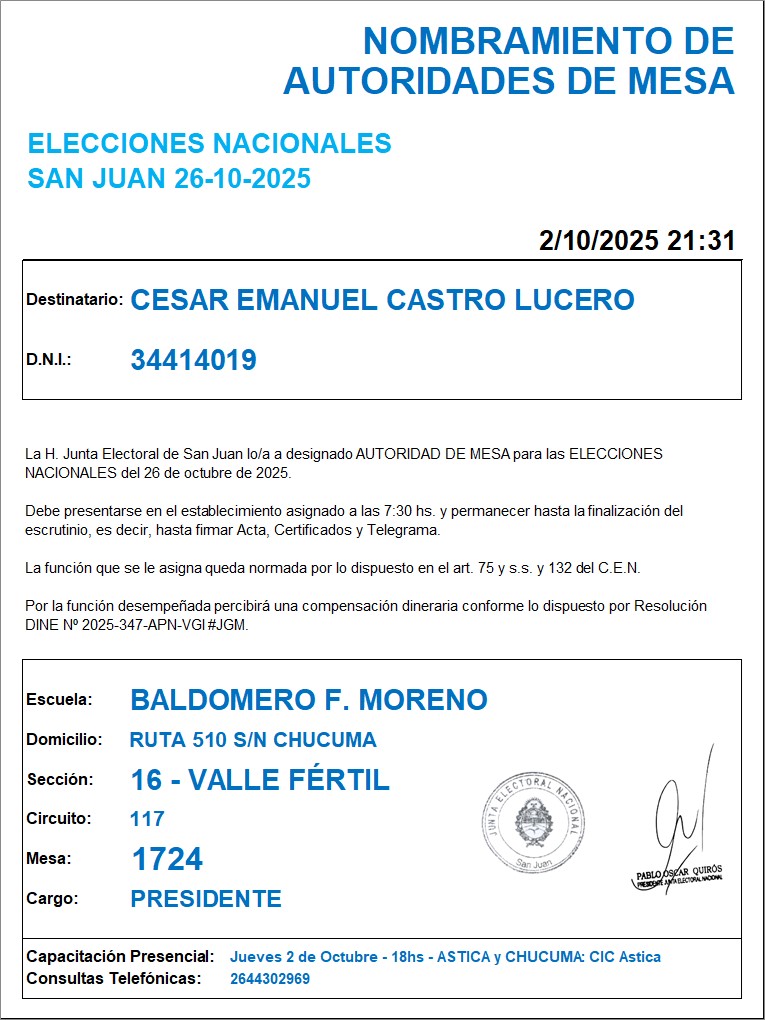 NOMBRAMIENTO DE
AUTORIDADES DE MESA
ELECCIONES NACIONALES
SAN JUAN 26-10-2025
2/10/2025 21:31
Destinatario: CESAR EMANUEL CASTRO LUCERO
D.N.I.: 34414019
La H. Junta Electoral de San Juan lo/a a designado AUTORIDAD DE MESA para las ELECCIONES
NACIONALES del 26 de octubre de 2025.
Debe presentarse en el establecimiento asignado a las 7:30 hs. y permanecer hasta la finalización del
escrutinio, es decir, hasta firmar Acta, Certificados y Telegrama.
La función que se le asigna queda normada por lo dispuesto en el art. 75 y s.s. y 132 del C.E.N.
Por la función desempeñada percibirá una compensación dineraria conforme lo dispuesto por Resolución
DINE Nº 2025-347-APN-VGI#JGM.
Escuela: BALDOMERO F. MORENO
Domicilio: RUTA 510 S/N CHUCUMA
Sección: 16 - VALLE FÉRTIL
Circuito: 117
Mesa: 1724
Cargo: PRESIDENTE
JUNTA ELECTORAL NACIONAL
San Juan
PABLO OSCAR QUIRÓS
PRESIDENTE JUNTA ELECTORAL NACIONAL
Capacitación Presencial: Jueves 2 de Octubre - 18hs - ASTICA y CHUCUMA: CIC Astica
Consultas Telefónicas: 2644302969